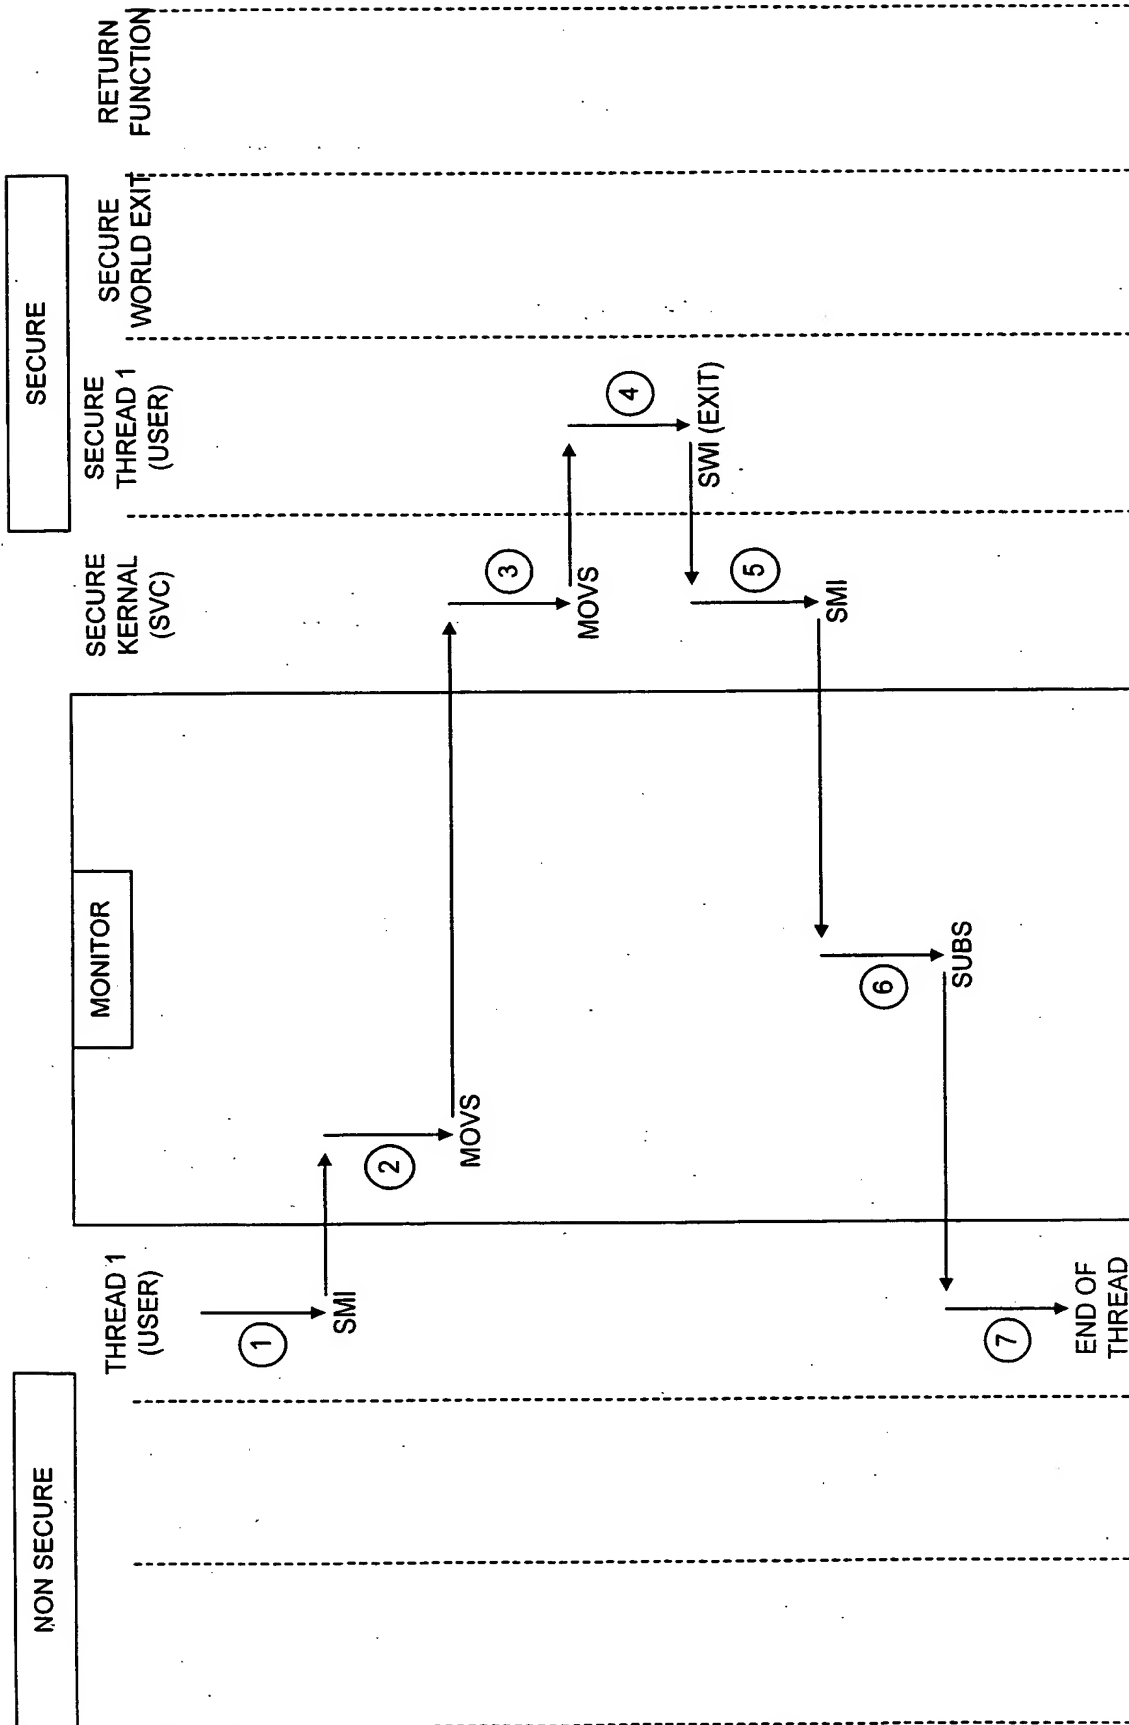 NON SECURE
MONITOR
SECURE
THREAD 1
(USER)
SECURE
KERNAL
(SVC)
SECURE
THREAD 1
(USER)
SECURE
WORLD EXIT
RETURN
FUNCTION
1
SMI
2
MOVS
3
MOVS
4
SWI (EXIT)
5
SMI
6
SUBS
7
END OF
THREAD